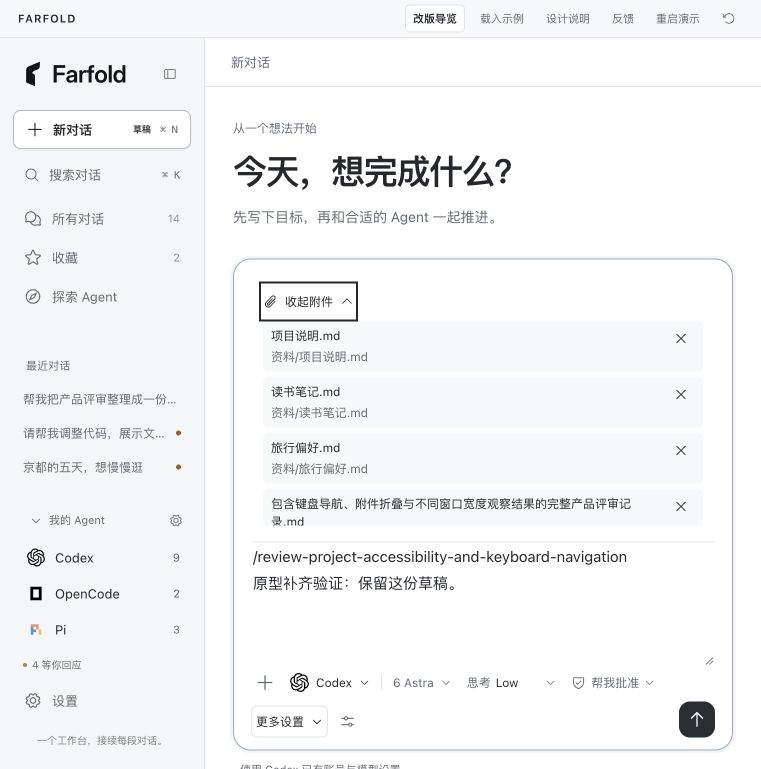 FARFOLD
改版导览 载入示例 设计说明 反馈 重启演示
Farfold
新对话 草稿 ⌘ N
搜索对话 ⌘ K
所有对话 14
收藏 2
探索 Agent
最近对话
帮我把产品评审整理成一份...
请帮我调整代码，展示文...
京都的五天，想慢慢逛
我的 Agent
Codex 9
OpenCode 2
Pi 3
4 等你回应
设置
一个工作台，接续每段对话。
新对话
从一个想法开始
今天，想完成什么?
先写下目标，再和合适的 Agent 一起推进。
收起附件
项目说明.md
资料/项目说明.md
读书笔记.md
资料/读书笔记.md
旅行偏好.md
资料/旅行偏好.md
包含键盘导航、附件折叠与不同窗口宽度观察结果的完整产品评审记
录.md
/review-project-accessibility-and-keyboard-navigation
原型补齐验证：保留这份草稿。
Codex 6 Astra 思考 Low 帮我批准
更多设置
使用 Codex 已有账号与模型设置